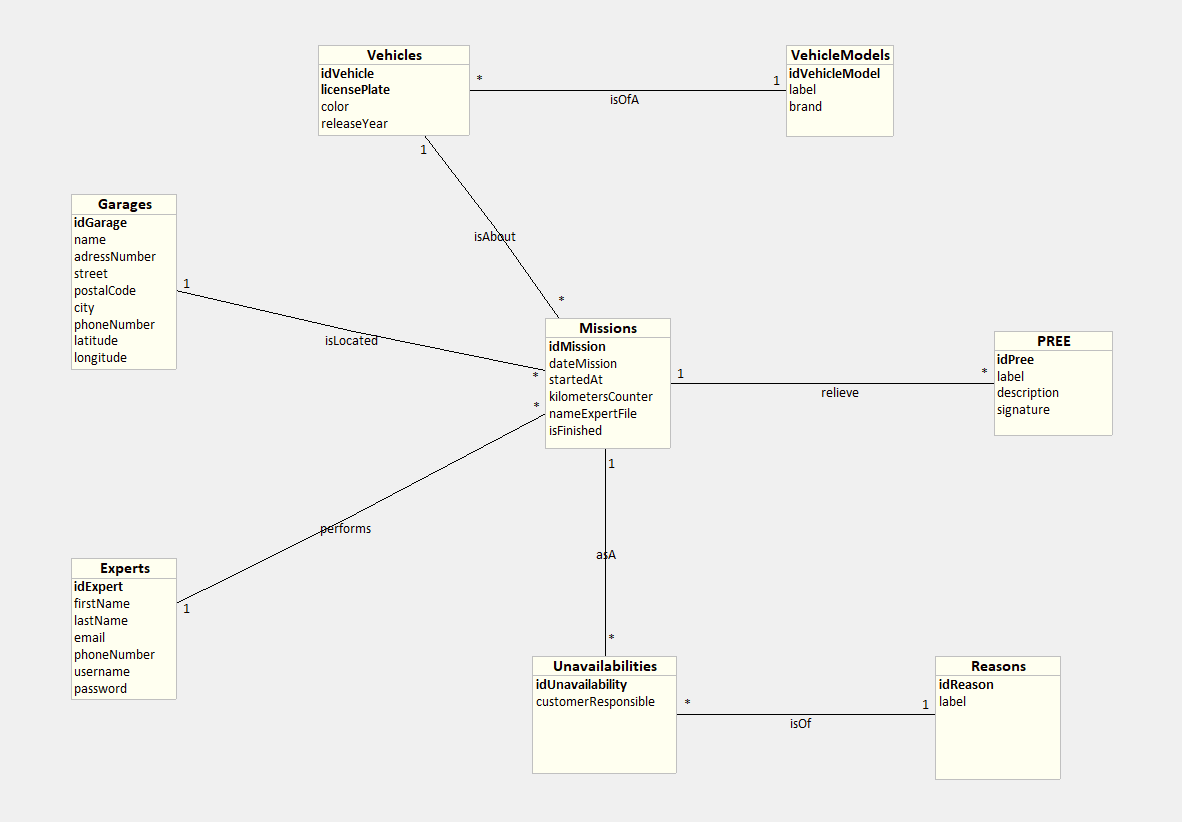 Vehicles
idVehicle
licensePlate
color
releaseYear
*
1
isOfA
VehicleModels
idVehicleModel
label
brand
1
isAbout
*
Garages
idGarage
name
adressNumber
street
postalCode
city
phoneNumber
latitude
longitude
1
isLocated
*
Missions
idMission
dateMission
startedAt
kilometersCounter
nameExpertFile
isFinished
1
*
relieve
PREE
idPree
label
description
signature
*
performs
1
Experts
idExpert
firstName
lastName
email
phoneNumber
username
password
1
asA
*
Unavailabilities
idUnavailability
customerResponsible
*
1
isOf
Reasons
idReason
label